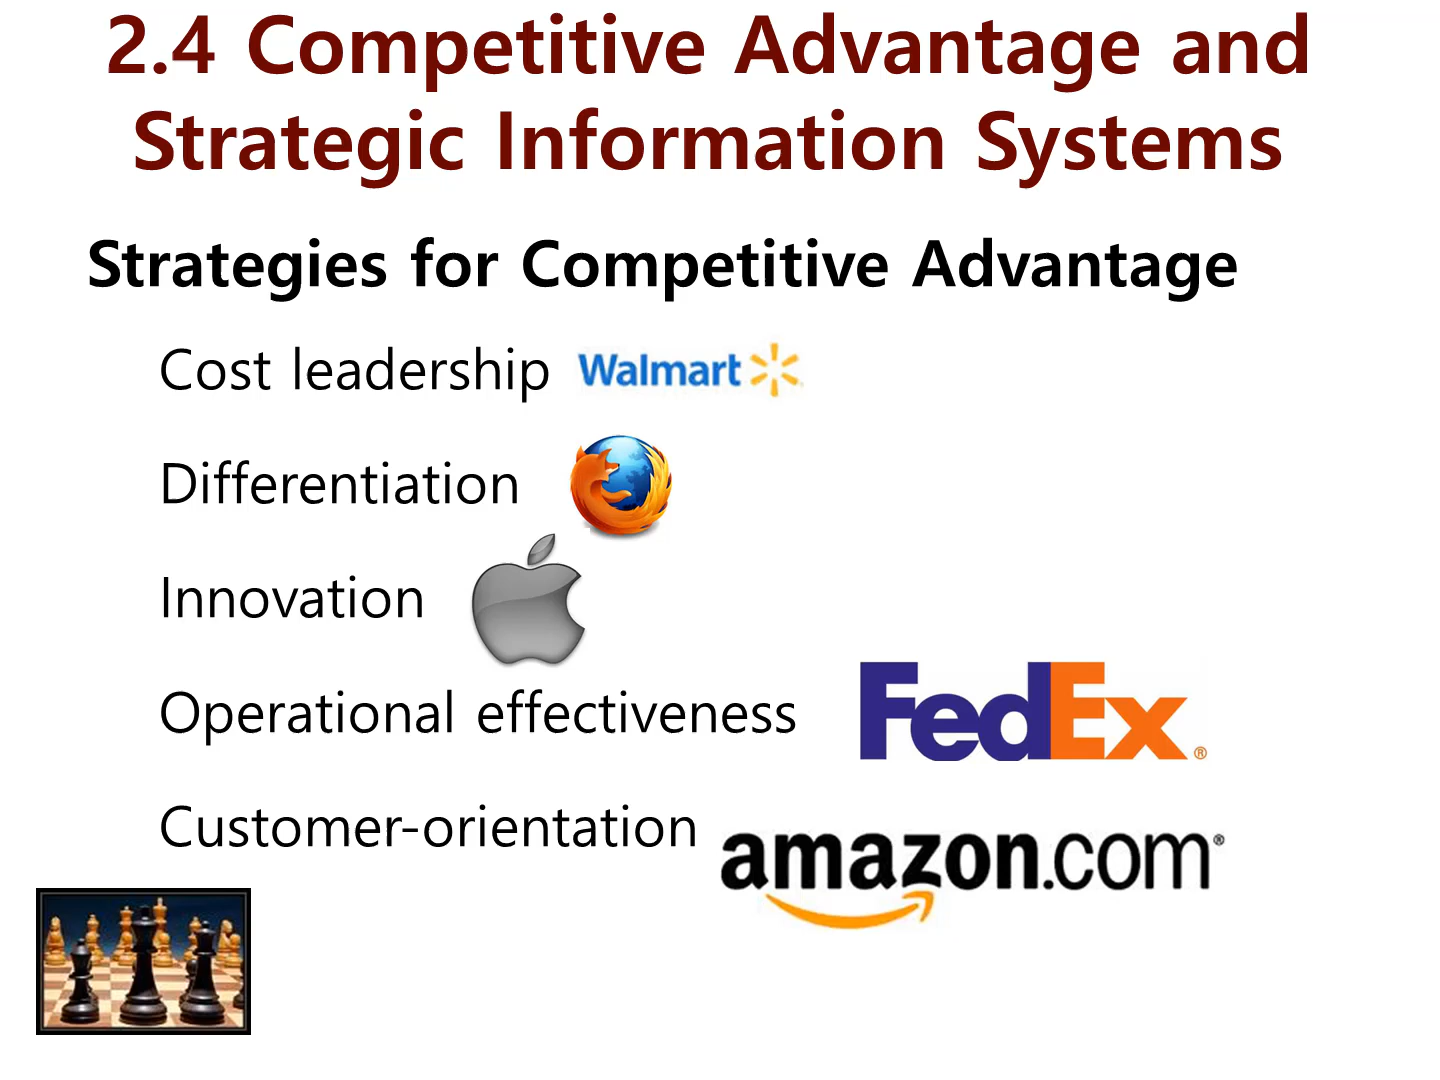 2.4 Competitive Advantage and
Strategic Information Systems
Strategies for Competitive Advantage
Cost leadership Walmart
Differentiation
Innovation
Operational effectiveness FedEx®
Customer-orientation amazon.com®